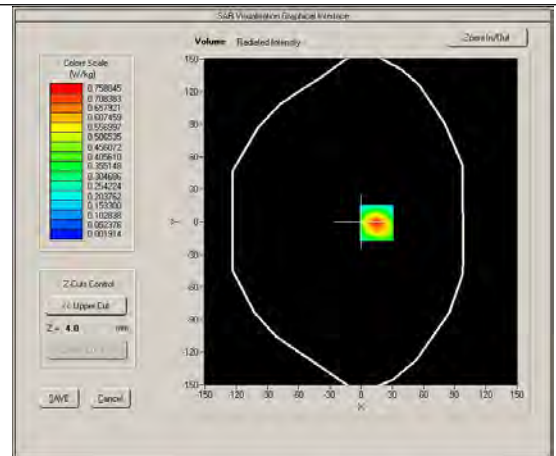 SAR Visualisation Graphical Interface
Volume Radiated Intensity
Zoom In/Out
Colors Scale
(W/kg)
0.758845
0.708383
0.657921
0.607459
0.556997
0.506535
0.456072
0.405610
0.355148
0.304686
0.254224
0.203762
0.153300
0.102838
0.052376
0.001914
150-
120-
90-
60-
30-
Y 0-
-30-
-60-
-90-
-120-
-150-
-150 -120 -90 -60 -30 0 30 60 90 120 150
X
Z-Cuts Control
<< Upper Cut
Z = 4.0 mm
SAVE Cancel